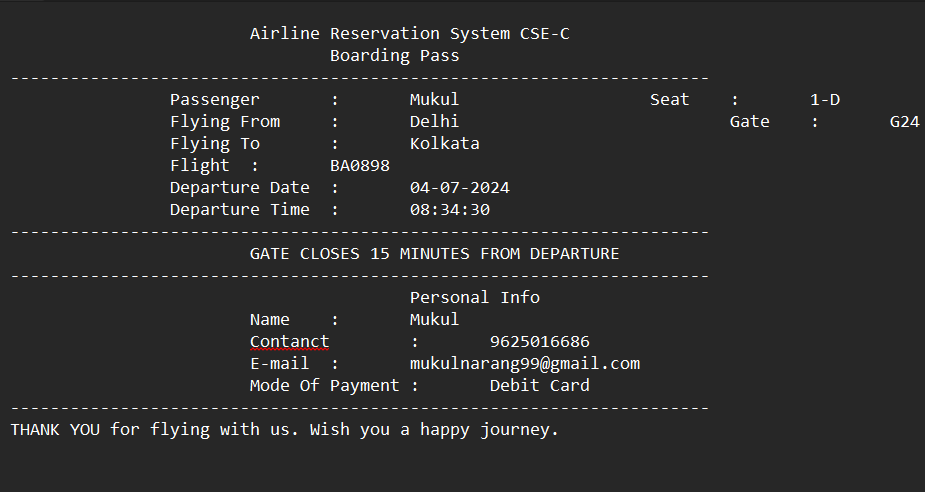 Airline Reservation System CSE-C
Boarding Pass
----------------------------------------------------------------------
Passenger : Mukul Seat : 1-D
Flying From : Delhi Gate : G24
Flying To : Kolkata
Flight : BA0898
Departure Date : 04-07-2024
Departure Time : 08:34:30
----------------------------------------------------------------------
GATE CLOSES 15 MINUTES FROM DEPARTURE
----------------------------------------------------------------------
Personal Info
Name : Mukul
Contanct : 9625016686
E-mail : mukulnarang99@gmail.com
Mode Of Payment : Debit Card
----------------------------------------------------------------------
THANK YOU for flying with us. Wish you a happy journey.